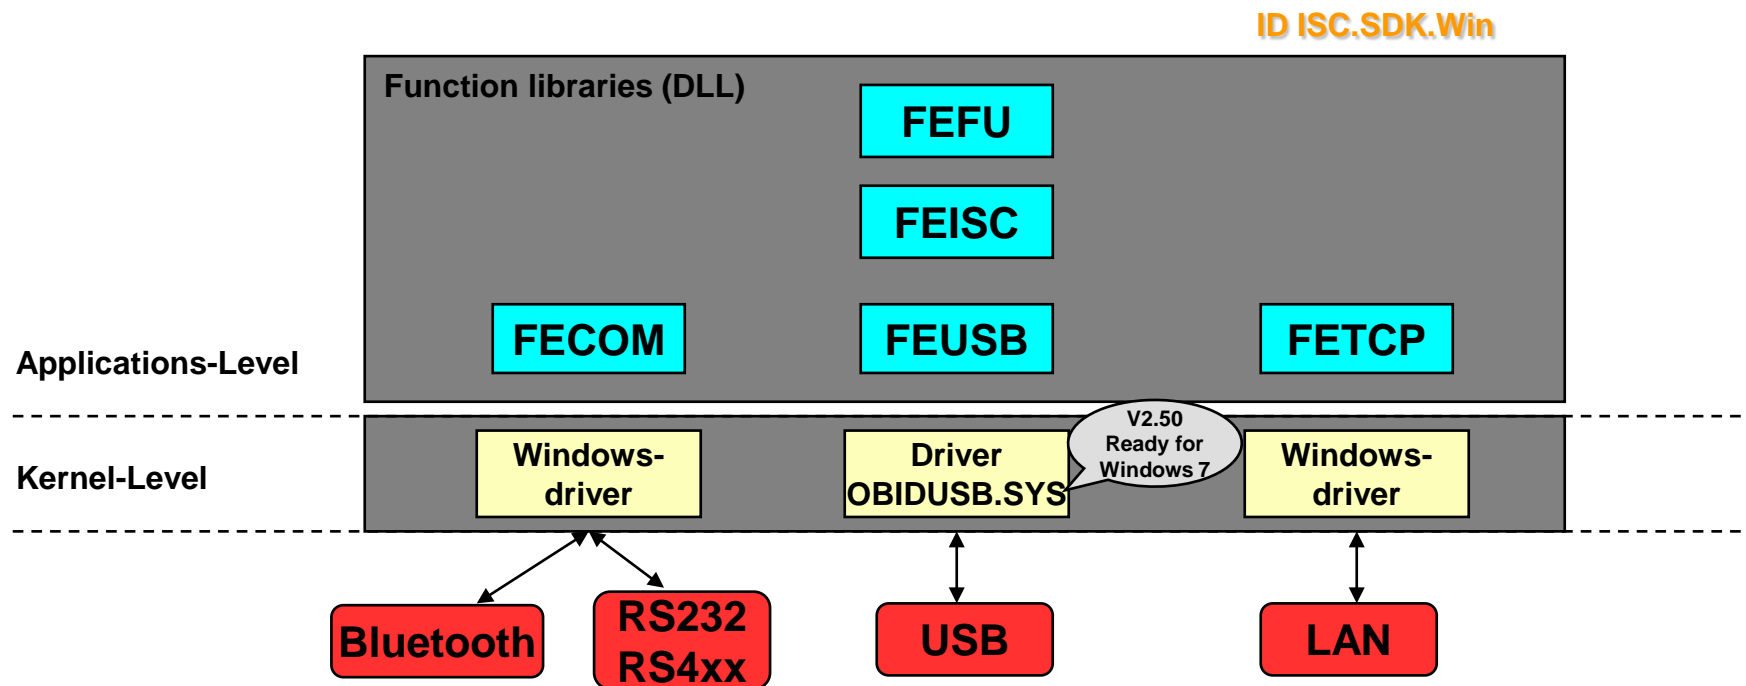 ID ISC.SDK.Win
Function libraries (DLL)
FEFU
FEISC
FECOM
FEUSB
FETCP
Applications-Level
V2.50
Ready for
Windows 7
Kernel-Level
Windows-
driver
Driver
OBIDUSB.SYS
Windows-
driver
Bluetooth
RS232
RS4xx
USB
LAN